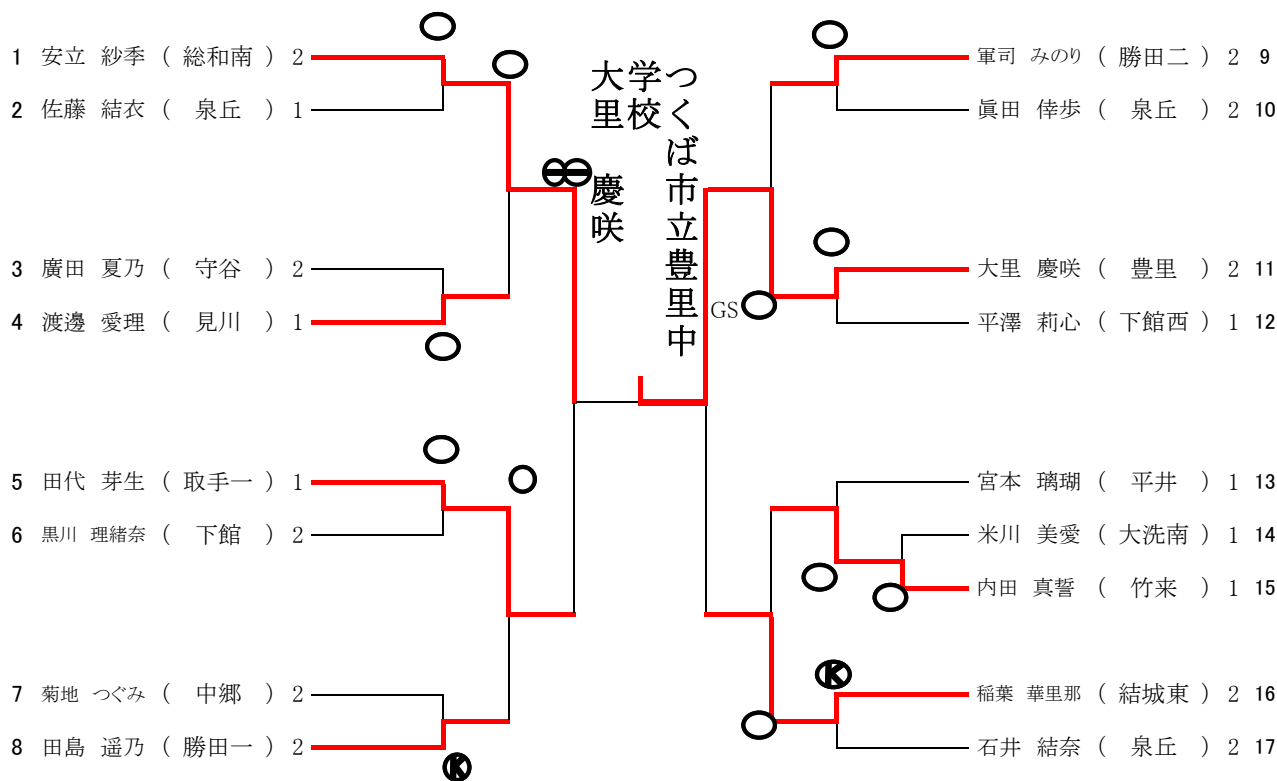 1 安立 紗季 ( 総和南 ) 2
2 佐藤 結衣 ( 泉丘 ) 1
3 廣田 夏乃 ( 守谷 ) 2
4 渡邊 愛理 ( 見川 ) 1
5 田代 芽生 ( 取手一 ) 1
6 黒川 理緒奈 ( 下館 ) 2
7 菊地 つぐみ ( 中郷 ) 2
8 田島 遥乃 ( 勝田一 ) 2
K
つくば市立豊里中
学校
大里 慶咲
GS
軍司 みのり ( 勝田二 ) 2 9
眞田 倖歩 ( 泉丘 ) 2 10
大里 慶咲 ( 豊里 ) 2 11
平澤 莉心 ( 下館西 ) 1 12
宮本 璃瑚 ( 平井 ) 1 13
米川 美愛 ( 大洗南 ) 1 14
内田 真誓 ( 竹来 ) 1 15
K
稲葉 華里那 ( 結城東 ) 2 16
石井 結奈 ( 泉丘 ) 2 17